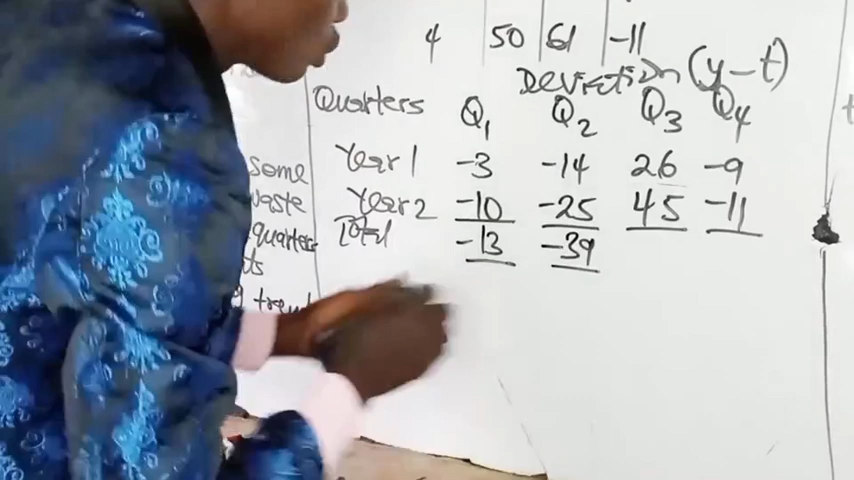 4 50 61 -11
Deviation (y-t)
Quarters Q1 Q2 Q3 Q4
Year 1 -3 -14 26 -9
Year 2 -10 -25 45 -11
Total -13 -39
some
waste
quarters